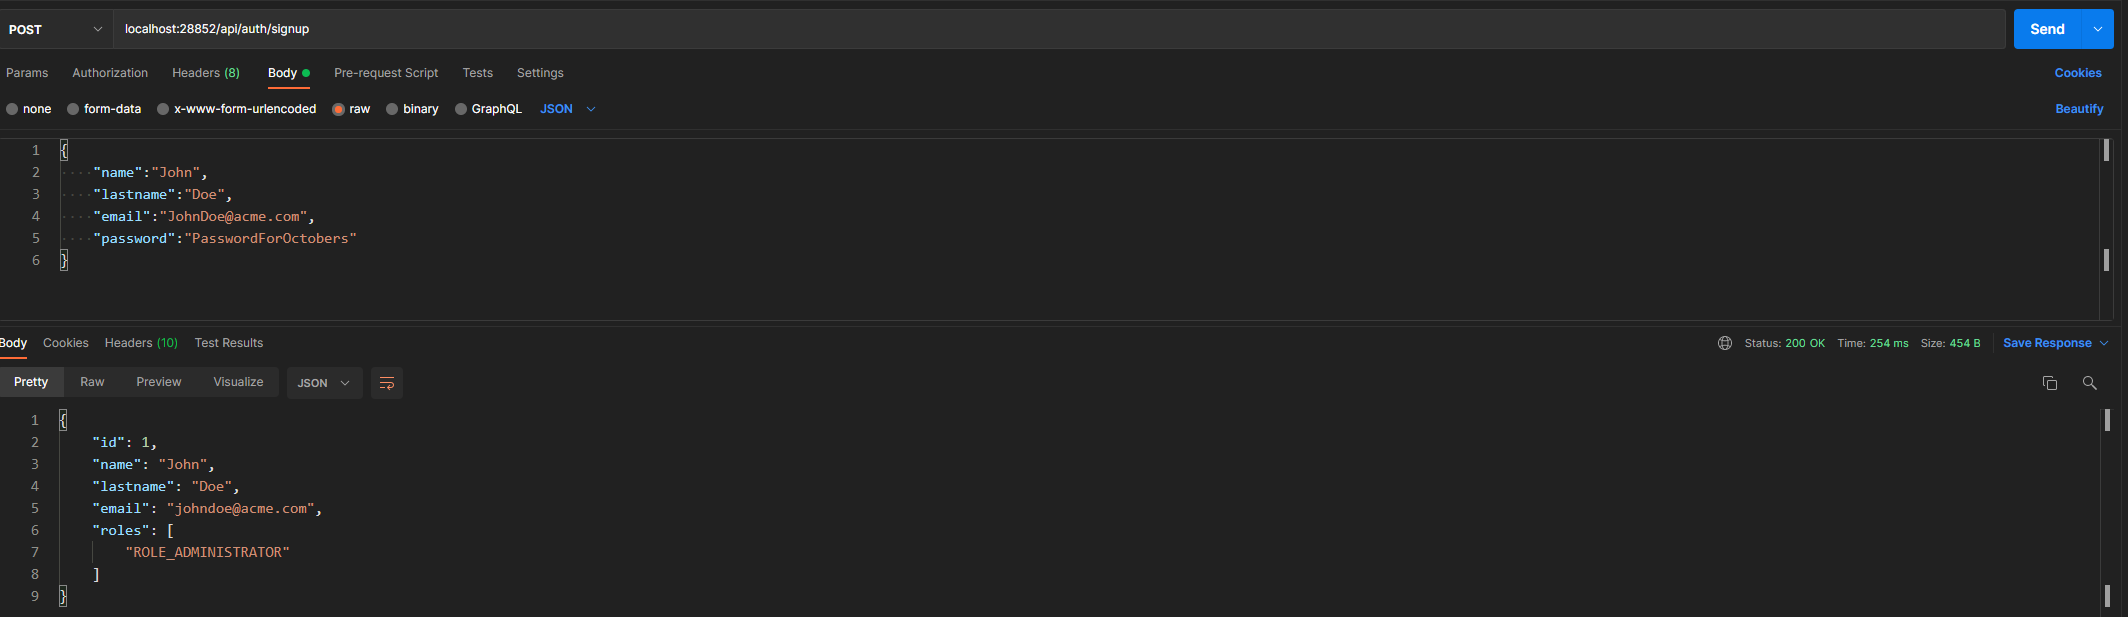 POST localhost:28852/api/auth/signup Send
Params Authorization Headers (8) Body Pre-request Script Tests Settings Cookies
none form-data x-www-form-urlencoded raw binary GraphQL JSON Beautify
1 {
2 "name":"John",
3 "lastname":"Doe",
4 "email":"JohnDoe@acme.com",
5 "password":"PasswordForOctobers"
6 }
Body Cookies Headers (10) Test Results Status: 200 OK Time: 254 ms Size: 454 B Save Response
Pretty Raw Preview Visualize JSON
1 {
2 "id": 1,
3 "name": "John",
4 "lastname": "Doe",
5 "email": "johndoe@acme.com",
6 "roles": [
7 "ROLE_ADMINISTRATOR"
8 ]
9 }